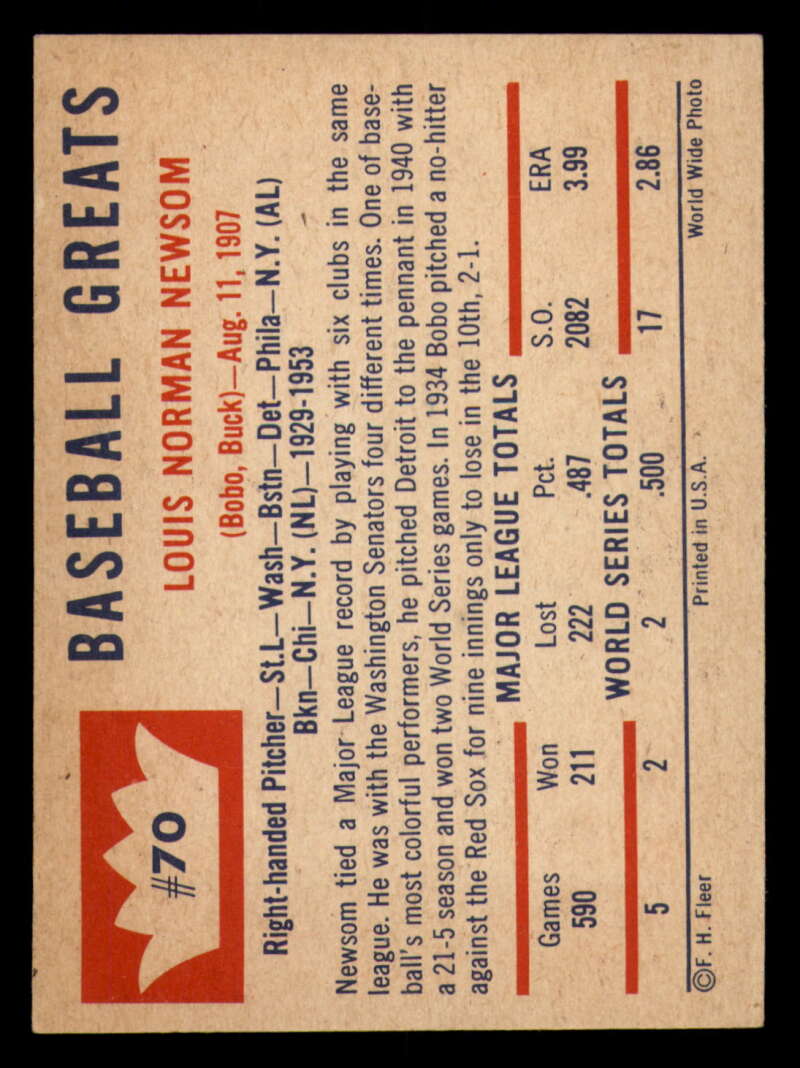 #70
BASEBALL GREATS
LOUIS NORMAN NEWSOM
(Bobo, Buck)—Aug. 11, 1907
Right-handed Pitcher—St.L—Wash—Bstn—Det—Phila—N.Y. (AL)
Bkn—Chi—N.Y. (NL)—1929-1953
Newsom tied a Major League record by playing with six clubs in the same
league. He was with the Washington Senators four different times. One of base-
ball's most colorful performers, he pitched Detroit to the pennant in 1940 with
a 21-5 season and won two World Series games. In 1934 Bobo pitched a no-hitter
against the Red Sox for nine innings only to lose in the 10th, 2-1.
MAJOR LEAGUE TOTALS
Games Won Lost Pct. S.O. ERA
590 211 222 .487 2082 3.99
WORLD SERIES TOTALS
5 2 2 .500 17 2.86
©F. H. Fleer Printed in U.S.A. World Wide Photo